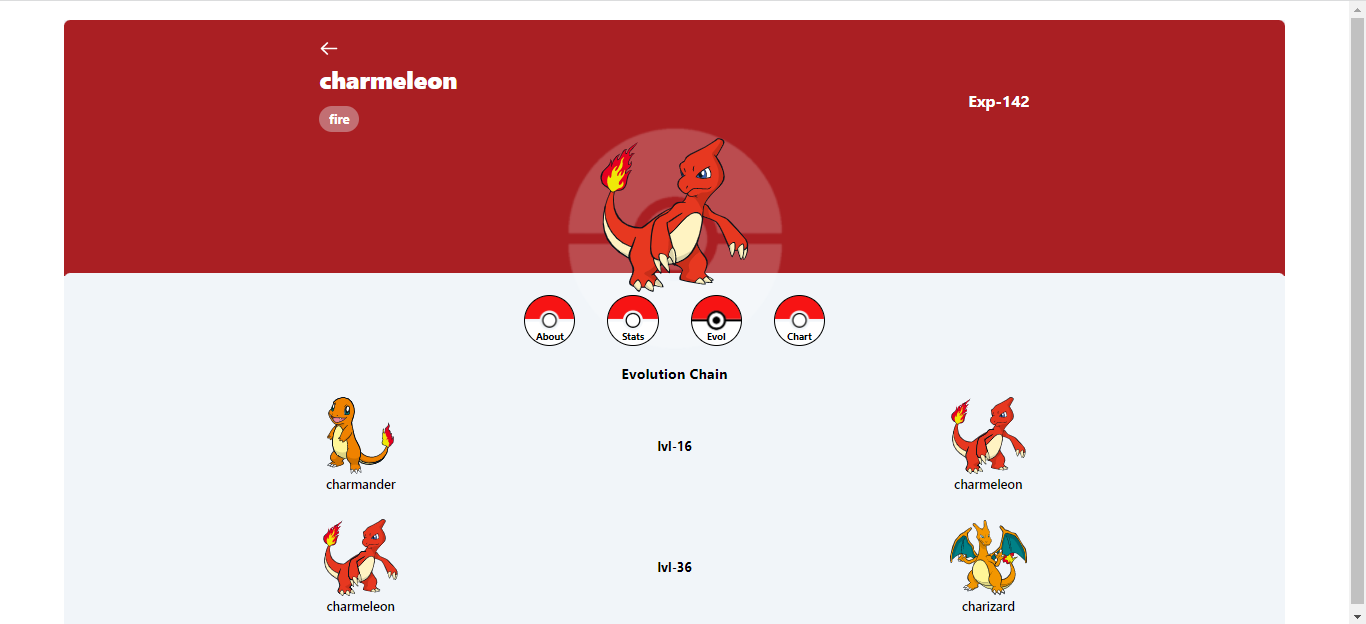 charmeleon
Exp-142
fire
About Stats Evol Chart
Evolution Chain
lvl-16
charmander charmeleon
lvl-36
charmeleon charizard